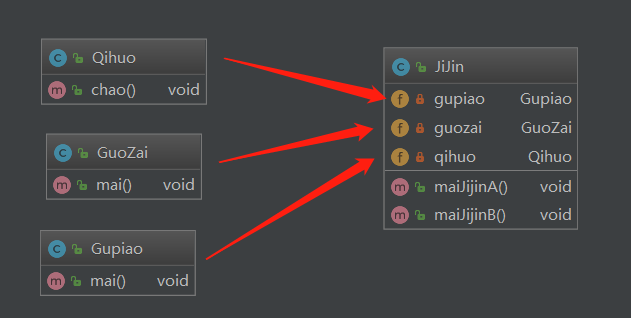 C Qihuo
m chao() void
C GuoZai
m mai() void
C Gupiao
m mai() void
C JiJin
f gupiao Gupiao
f guozai GuoZai
f qihuo Qihuo
m maiJijinA() void
m maiJijinB() void